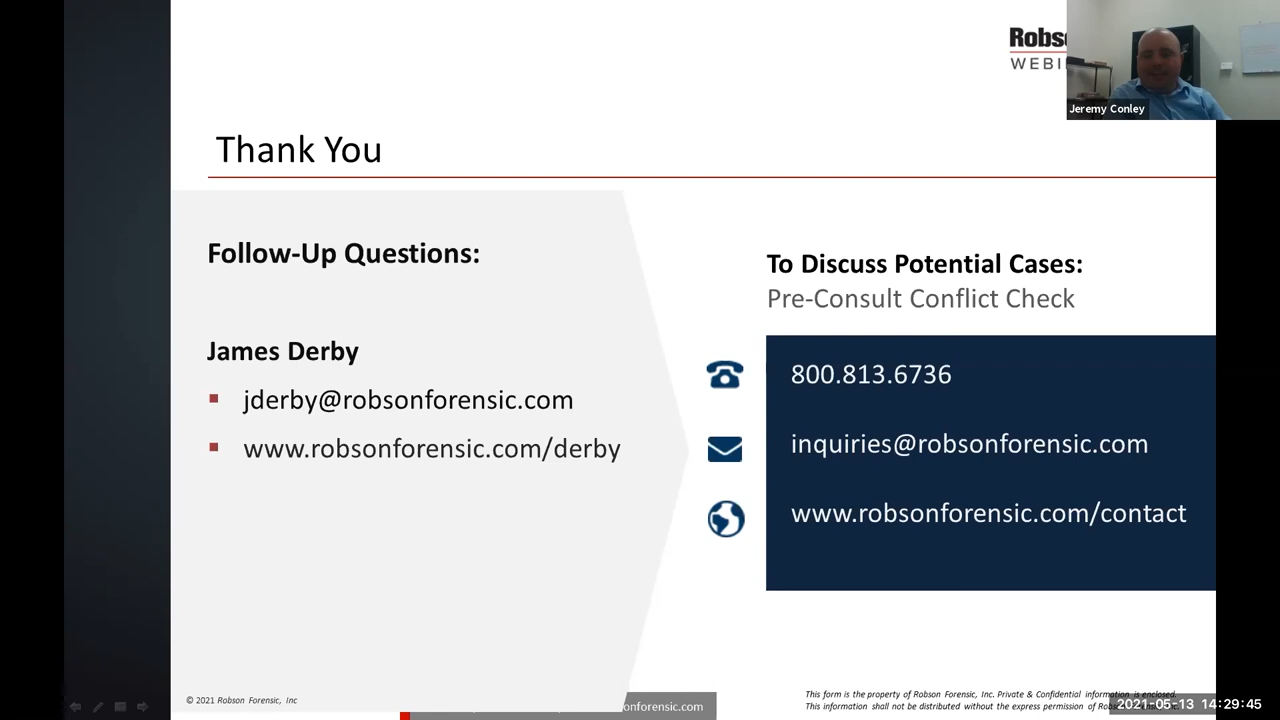 WEBI
Jeremy Conley
Thank You
Follow-Up Questions:
James Derby
jderby@robsonforensic.com
www.robsonforensic.com/derby
To Discuss Potential Cases:
Pre-Consult Conflict Check
800.813.6736
inquiries@robsonforensic.com
www.robsonforensic.com/contact
© 2021 Robson Forensic, Inc
onforensic.com
This form is the property of Robson Forensic, Inc. Private & Confidential information is enclosed.
This information shall not be distributed without the express permission of
2021-05-13 14:29:45